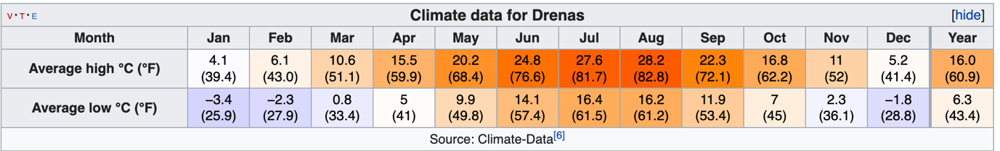 V·T·E Climate data for Drenas [hide]
Month Jan Feb Mar Apr May Jun Jul Aug Sep Oct Nov Dec Year
Average high °C (°F) 4.1 (39.4) 6.1 (43.0) 10.6 (51.1) 15.5 (59.9) 20.2 (68.4) 24.8 (76.6) 27.6 (81.7) 28.2 (82.8) 22.3 (72.1) 16.8 (62.2) 11 (52) 5.2 (41.4) 16.0 (60.9)
Average low °C (°F) −3.4 (25.9) −2.3 (27.9) 0.8 (33.4) 5 (41) 9.9 (49.8) 14.1 (57.4) 16.4 (61.5) 16.2 (61.2) 11.9 (53.4) 7 (45) 2.3 (36.1) −1.8 (28.8) 6.3 (43.4)
Source: Climate-Data[6]